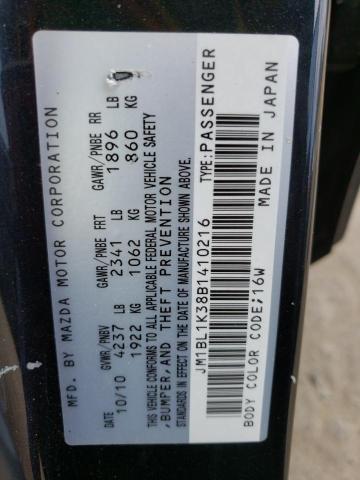 MFD. BY MAZDA MOTOR CORPORATION
GVWR/PNBV GAWR/PNBE FRT GAWR/PNBE RR
10/10 4237 LB 2341 LB 1896 LB
DATE 1922 KG 1062 KG 860 KG
THIS VEHICLE CONFORMS TO ALL APPLICABLE FEDERAL MOTOR VEHICLE SAFETY
,BUMPER,AND THEFT PREVENTION
STANDARDS IN EFFECT ON THE DATE OF MANUFACTURE SHOWN ABOVE.
JM1BL1K38B1410216 TYPE:PASSENGER
BODY COLOR CODE;16W MADE IN JAPAN